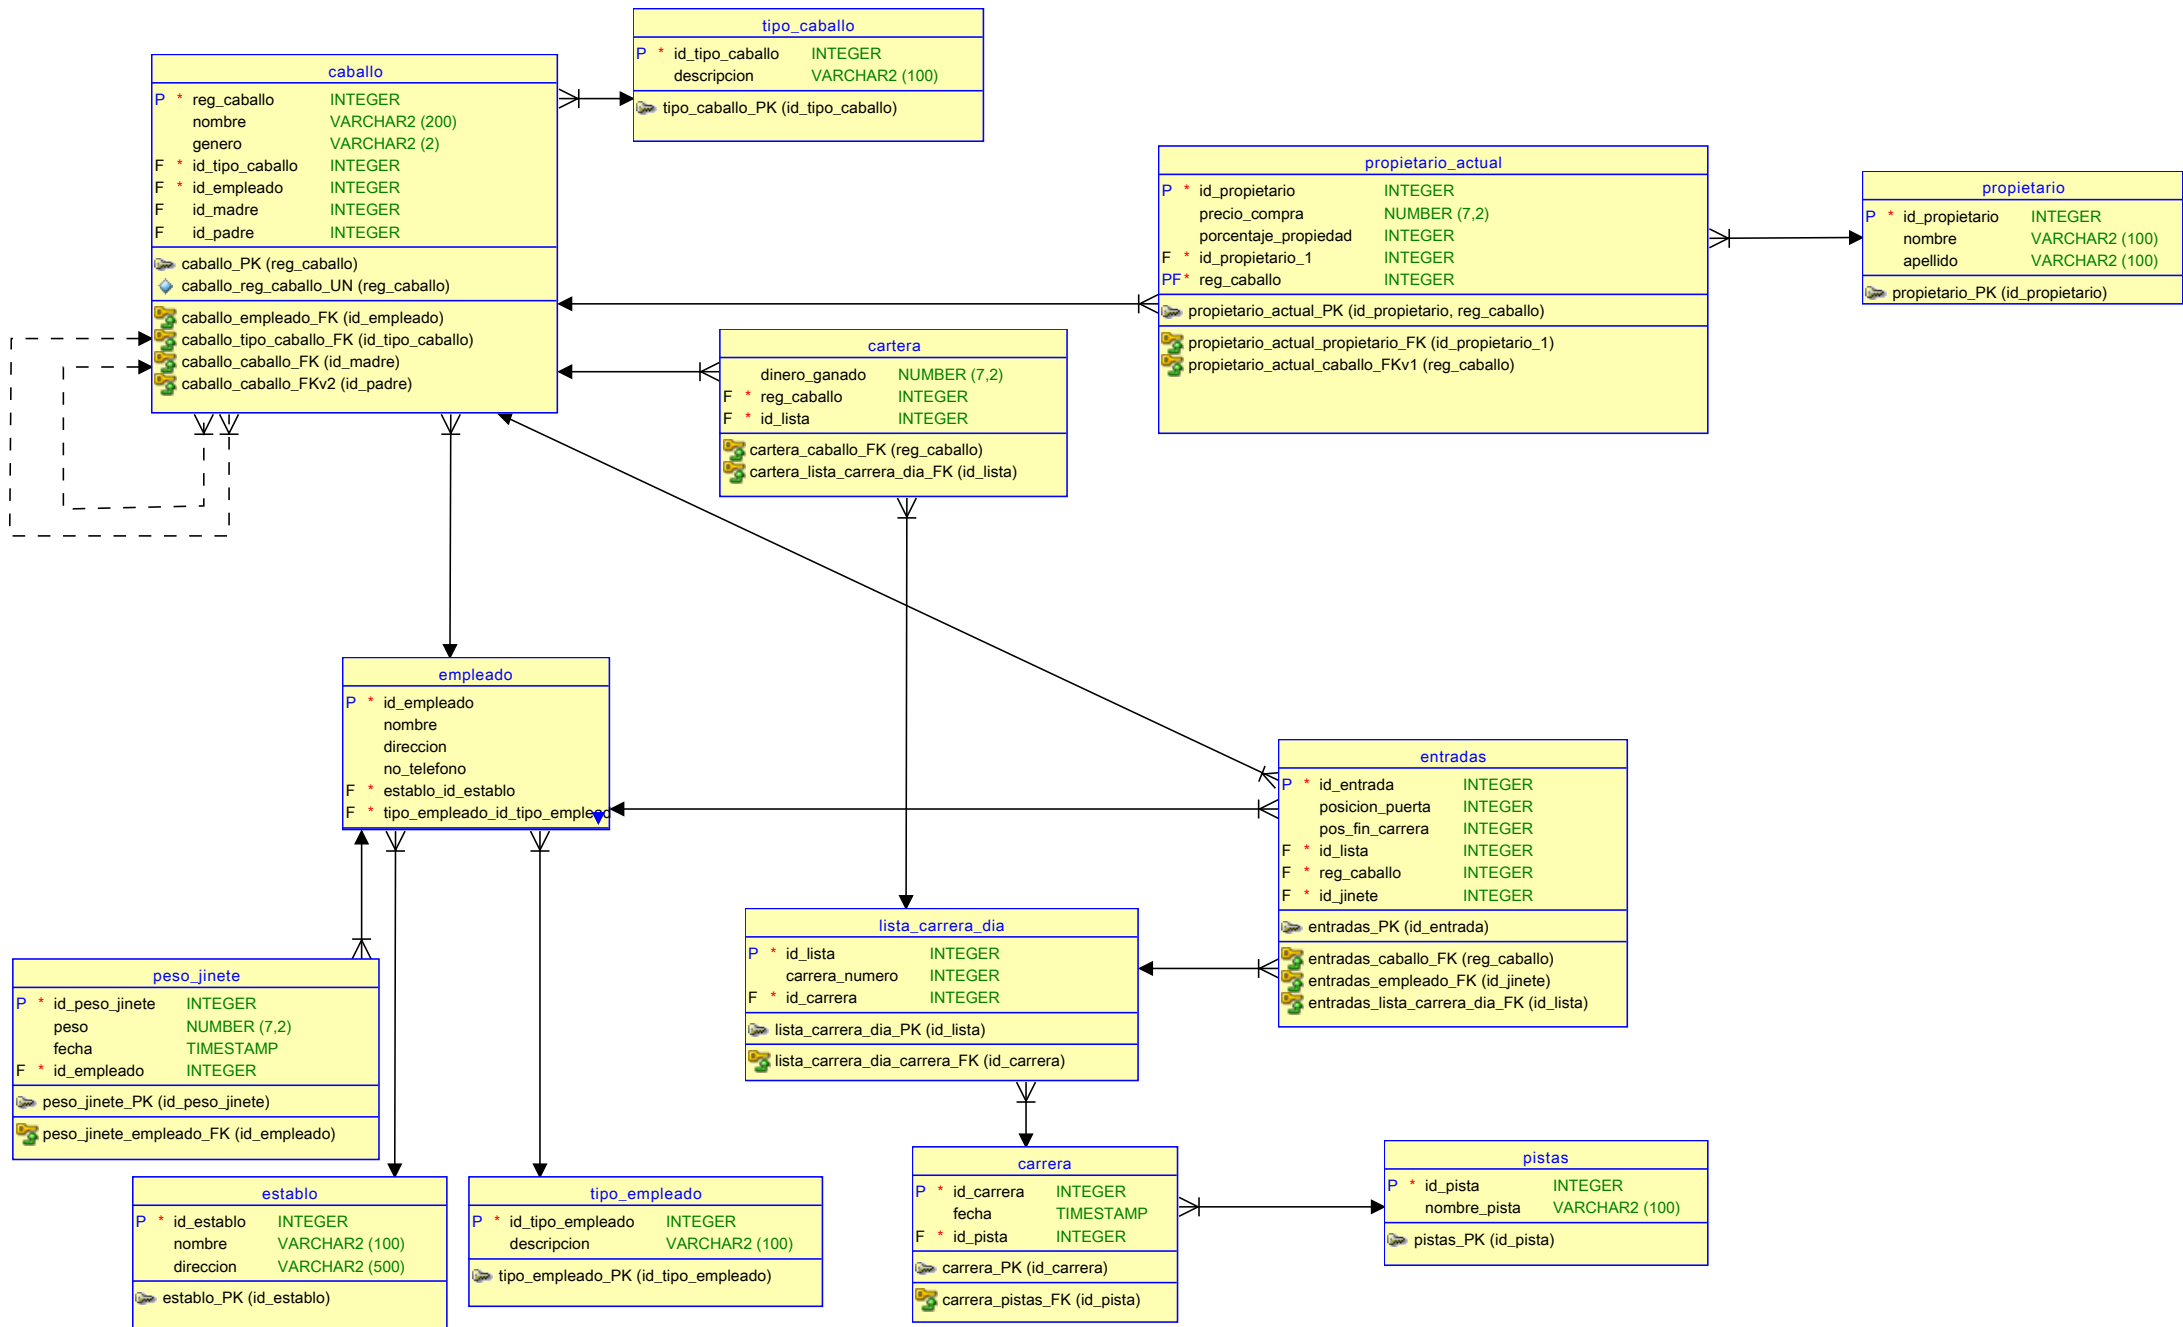 tipo_caballo
P * id_tipo_caballo INTEGER
descripcion VARCHAR2 (100)
tipo_caballo_PK (id_tipo_caballo)
caballo
P * reg_caballo INTEGER
nombre VARCHAR2 (200)
genero VARCHAR2 (2)
F * id_tipo_caballo INTEGER
F * id_empleado INTEGER
F id_madre INTEGER
F id_padre INTEGER
caballo_PK (reg_caballo)
caballo_reg_caballo_UN (reg_caballo)
caballo_empleado_FK (id_empleado)
caballo_tipo_caballo_FK (id_tipo_caballo)
caballo_caballo_FK (id_madre)
caballo_caballo_FKv2 (id_padre)
propietario_actual
P * id_propietario INTEGER
precio_compra NUMBER (7,2)
porcentaje_propiedad INTEGER
F * id_propietario_1 INTEGER
PF * reg_caballo INTEGER
propietario_actual_PK (id_propietario, reg_caballo)
propietario_actual_propietario_FK (id_propietario_1)
propietario_actual_caballo_FKv1 (reg_caballo)
propietario
P * id_propietario INTEGER
nombre VARCHAR2 (100)
apellido VARCHAR2 (100)
propietario_PK (id_propietario)
cartera
dinero_ganado NUMBER (7,2)
F * reg_caballo INTEGER
F * id_lista INTEGER
cartera_caballo_FK (reg_caballo)
cartera_lista_carrera_dia_FK (id_lista)
empleado
P * id_empleado
nombre
direccion
no_telefono
F * establo_id_establo
F * tipo_empleado_id_tipo_emplead
entradas
P * id_entrada INTEGER
posicion_puerta INTEGER
pos_fin_carrera INTEGER
F * id_lista INTEGER
F * reg_caballo INTEGER
F * id_jinete INTEGER
entradas_PK (id_entrada)
entradas_caballo_FK (reg_caballo)
entradas_empleado_FK (id_jinete)
entradas_lista_carrera_dia_FK (id_lista)
lista_carrera_dia
P * id_lista INTEGER
carrera_numero INTEGER
F * id_carrera INTEGER
lista_carrera_dia_PK (id_lista)
lista_carrera_dia_carrera_FK (id_carrera)
peso_jinete
P * id_peso_jinete INTEGER
peso NUMBER (7,2)
fecha TIMESTAMP
F * id_empleado INTEGER
peso_jinete_PK (id_peso_jinete)
peso_jinete_empleado_FK (id_empleado)
establo
P * id_establo INTEGER
nombre VARCHAR2 (100)
direccion VARCHAR2 (500)
establo_PK (id_establo)
tipo_empleado
P * id_tipo_empleado INTEGER
descripcion VARCHAR2 (100)
tipo_empleado_PK (id_tipo_empleado)
carrera
P * id_carrera INTEGER
fecha TIMESTAMP
F * id_pista INTEGER
carrera_PK (id_carrera)
carrera_pistas_FK (id_pista)
pistas
P * id_pista INTEGER
nombre_pista VARCHAR2 (100)
pistas_PK (id_pista)